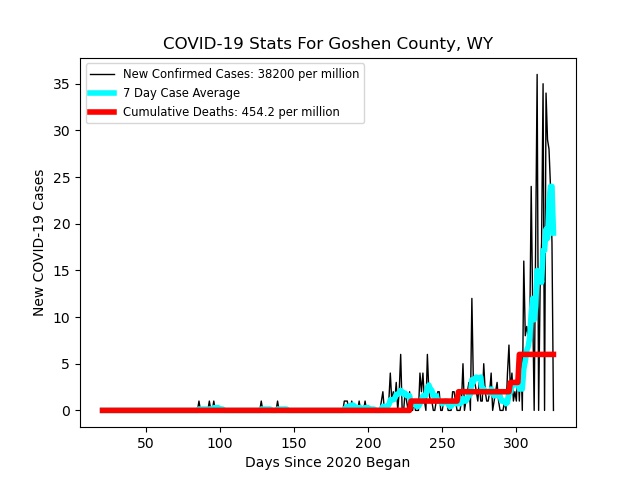 COVID-19 Stats For Goshen County, WY
New Confirmed Cases: 38200 per million
7 Day Case Average
Cumulative Deaths: 454.2 per million
New COVID-19 Cases
35
30
25
20
15
10
5
0
50 100 150 200 250 300
Days Since 2020 Began